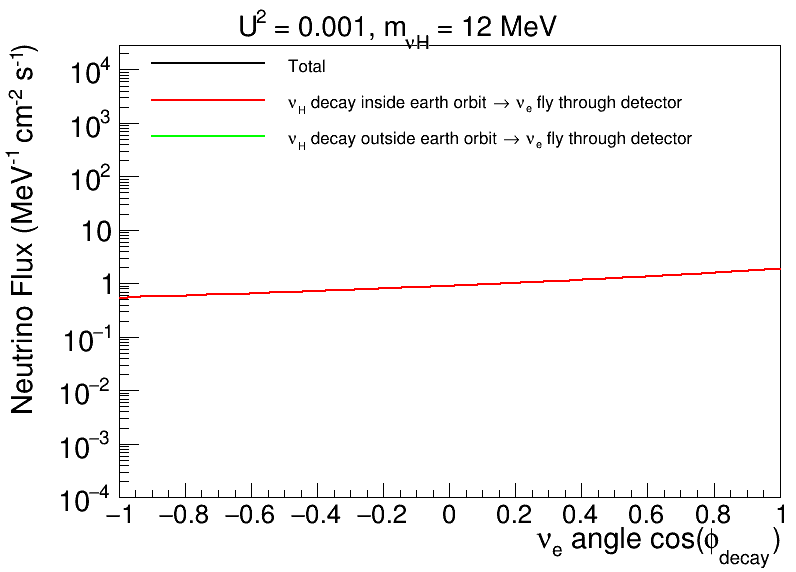 U² = 0.001, m_νH = 12 MeV
Total
ν_H decay inside earth orbit → ν_e fly through detector
ν_H decay outside earth orbit → ν_e fly through detector
Neutrino Flux (MeV⁻¹ cm⁻² s⁻¹)
10⁴
10³
10²
10
1
10⁻¹
10⁻²
10⁻³
10⁻⁴
−1 −0.8 −0.6 −0.4 −0.2 0 0.2 0.4 0.6 0.8 1
ν_e angle cos(ϕ_decay)